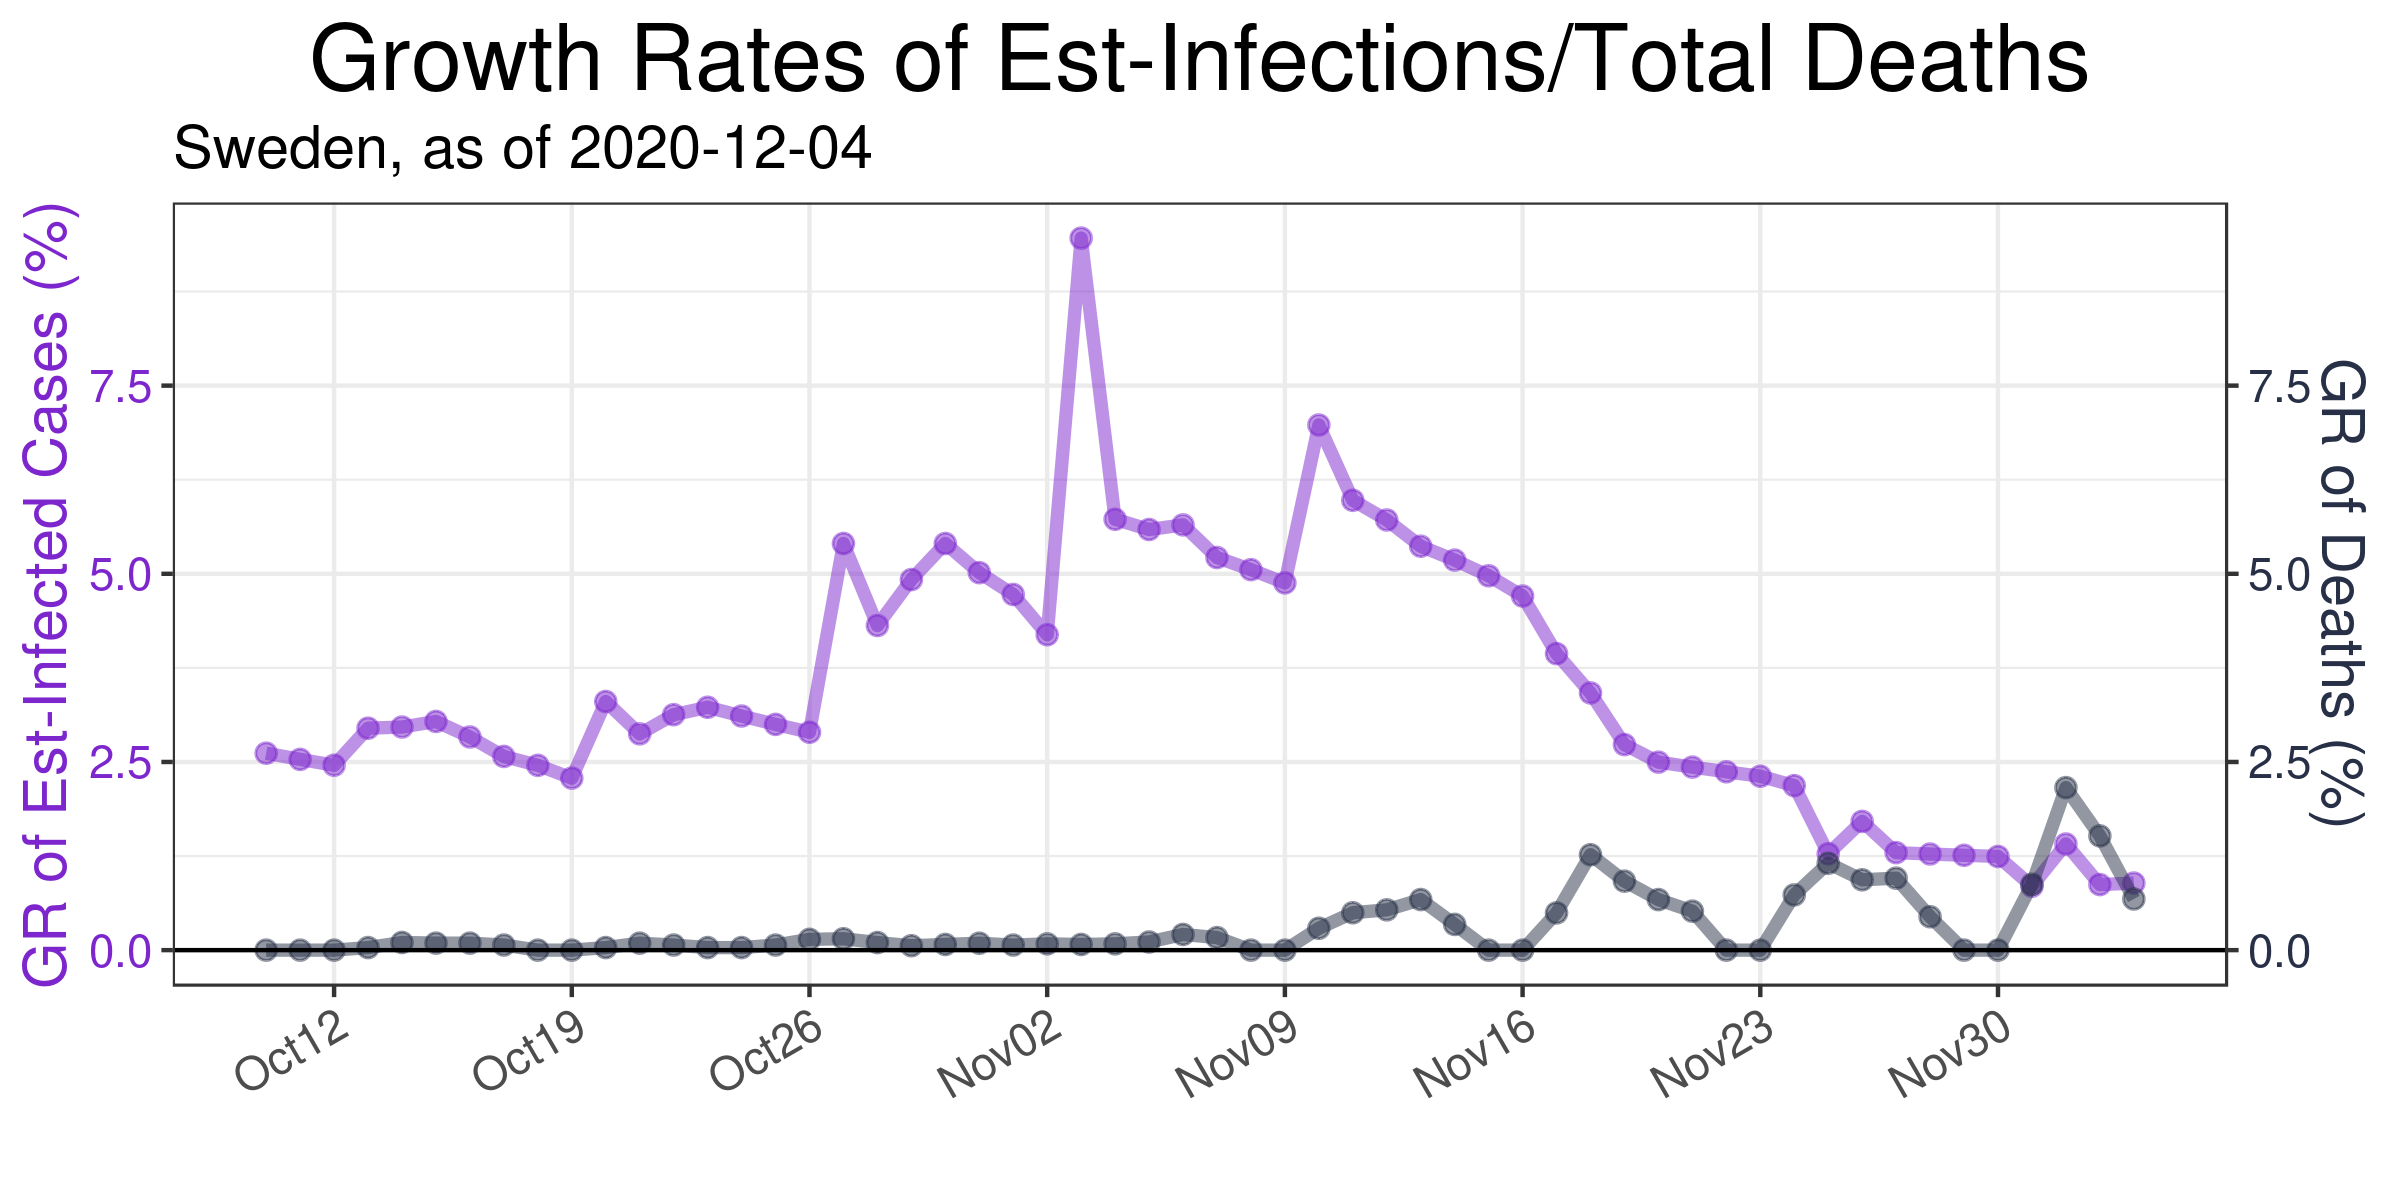 Growth Rates of Est-Infections/Total Deaths
Sweden, as of 2020-12-04
GR of Est-Infected Cases (%)
7.5
5.0
2.5
0.0
7.5
5.0
2.5
0.0
GR of Deaths (%)
Oct12
Oct19
Oct26
Nov02
Nov09
Nov16
Nov23
Nov30